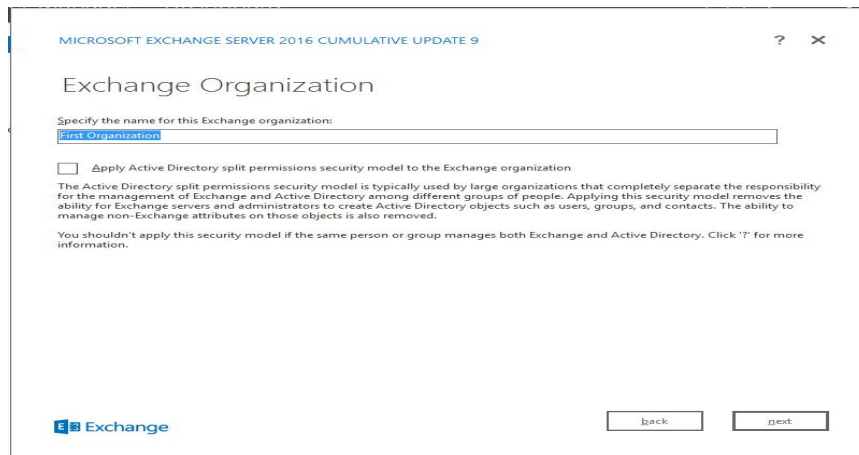 MICROSOFT EXCHANGE SERVER 2016 CUMULATIVE UPDATE 9
? ✕
Exchange Organization
Specify the name for this Exchange organization:
First Organization
Apply Active Directory split permissions security model to the Exchange organization
The Active Directory split permissions security model is typically used by large organizations that completely separate the responsibility
for the management of Exchange and Active Directory among different groups of people. Applying this security model removes the
ability for Exchange servers and administrators to create Active Directory objects such as users, groups, and contacts. The ability to
manage non-Exchange attributes on those objects is also removed.
You shouldn't apply this security model if the same person or group manages both Exchange and Active Directory. Click '?' for more
information.
E Exchange
back
next